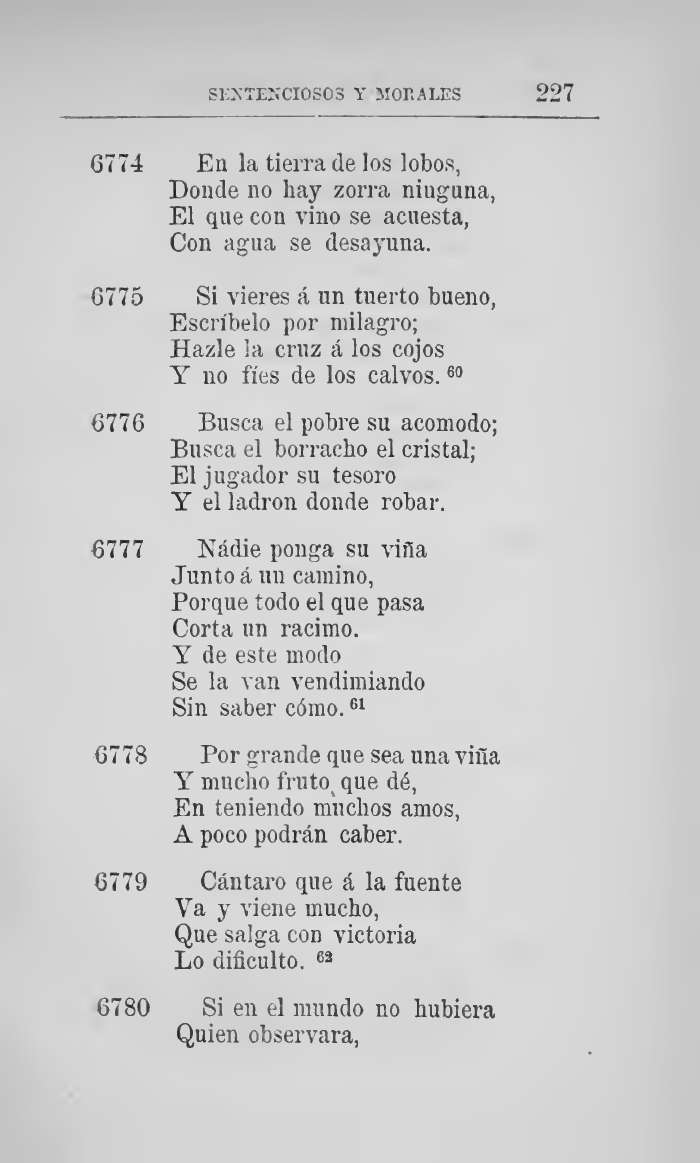 SENTENCIOSOS Y MORALES 227
6774 En la tierra de los lobos,
Donde no hay zorra ninguna,
El que con vino se acuesta,
Con agua se desayuna.
6775 Si vieres á un tuerto bueno,
Escríbelo por milagro;
Hazle la cruz á los cojos
Y no fíes de los calvos. 60
6776 Busca el pobre su acomodo;
Busca el borracho el cristal;
El jugador su tesoro
Y el ladron donde robar.
6777 Nádie ponga su viña
Junto á un camino,
Porque todo el que pasa
Corta un racimo.
Y de este modo
Se la van vendimiando
Sin saber cómo. 61
6778 Por grande que sea una viña
Y mucho fruto que dé,
En teniendo muchos amos,
A poco podrán caber.
6779 Cántaro que á la fuente
Va y viene mucho,
Que salga con victoria
Lo dificulto. 62
6780 Si en el mundo no hubiera
Quien observara,